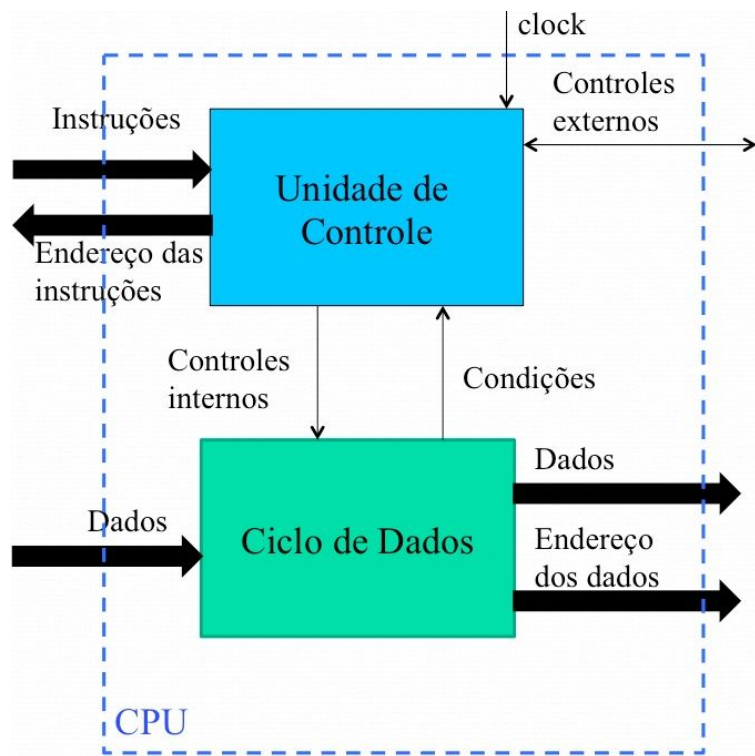 clock
Controles
externos
Instruções
Unidade de
Controle
Endereço das
instruções
Controles
internos
Condições
Dados
Dados
Ciclo de Dados
Endereço
dos dados
CPU